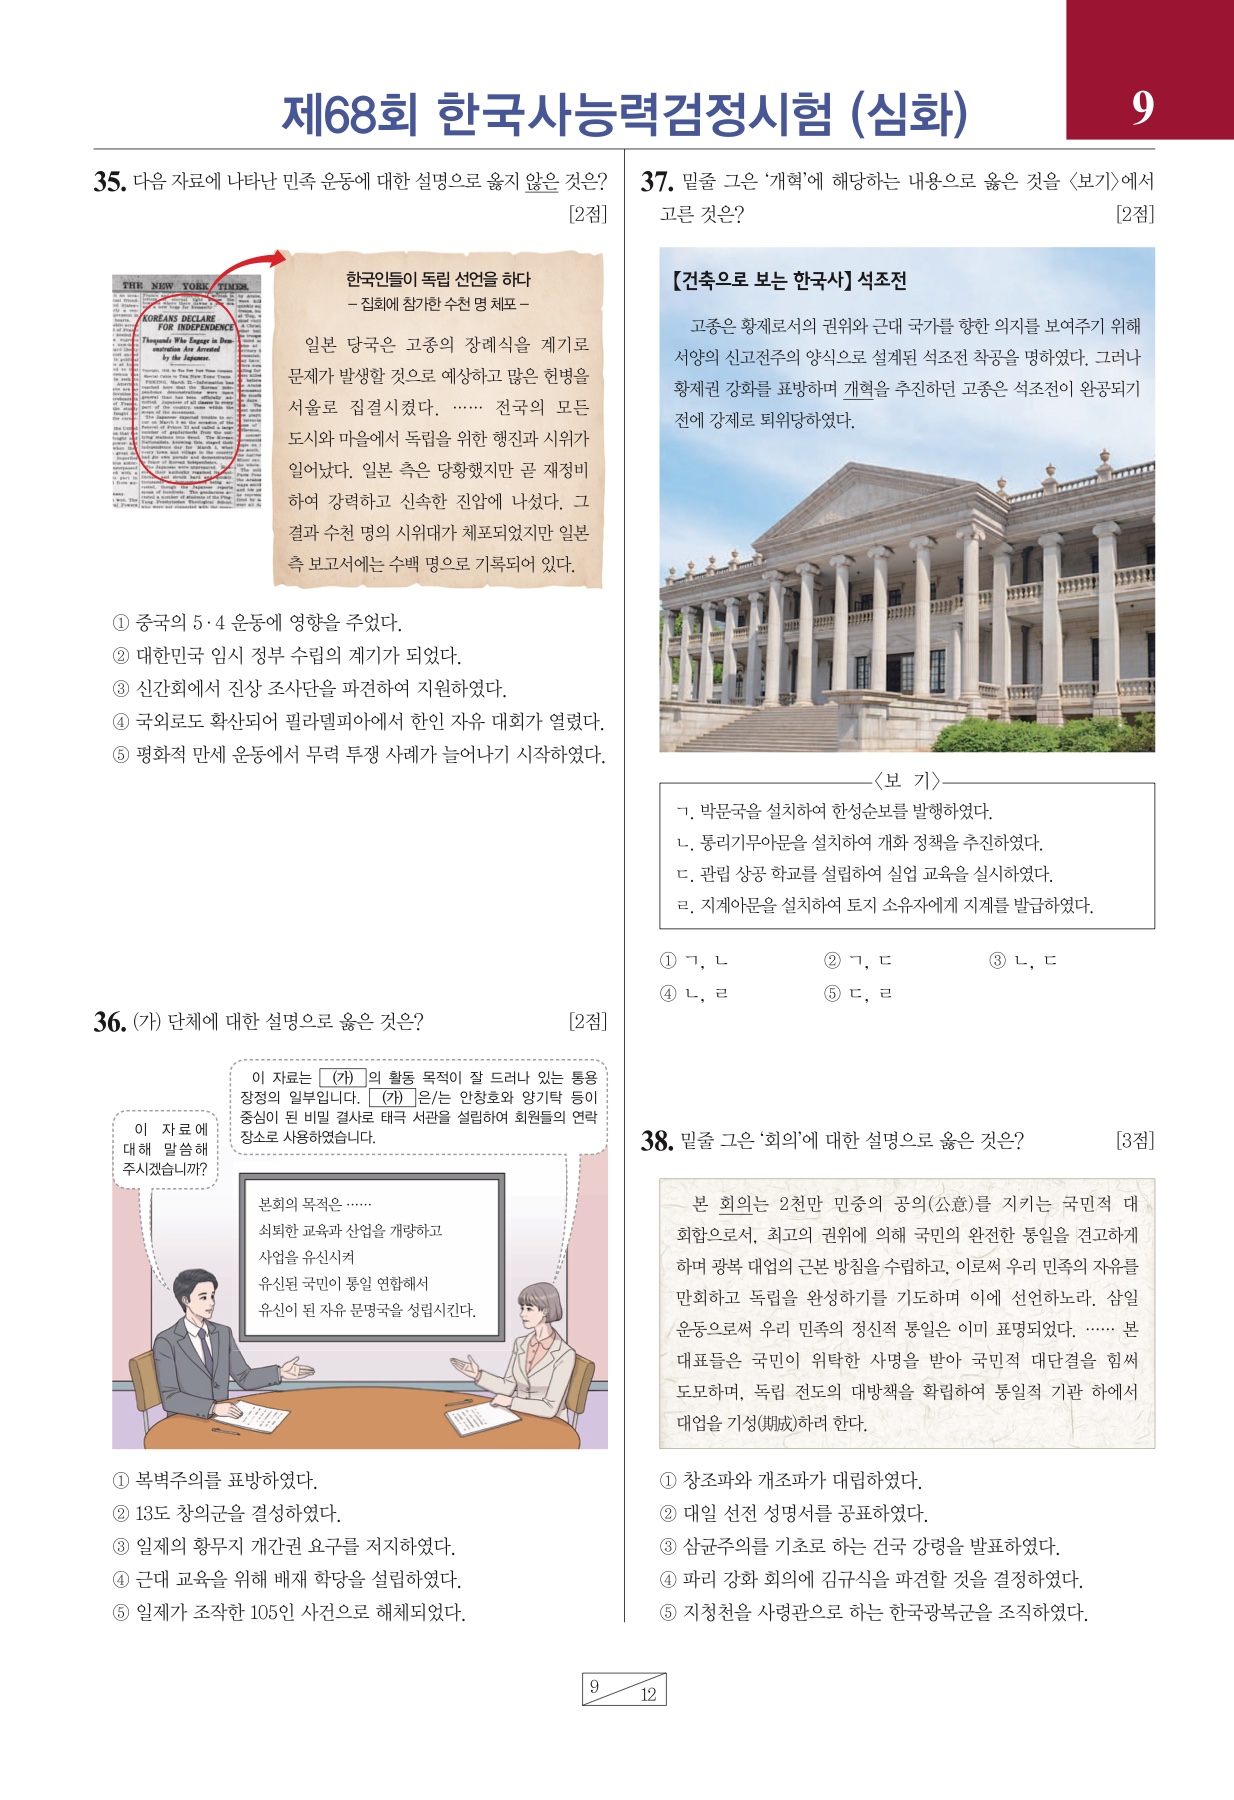 제68회 한국사능력검정시험 (심화)
9
35. 다음 자료에 나타난 민족 운동에 대한 설명으로 옳지 않은 것은?
[2점]
THE NEW YORK TIMES,
KOREANS DECLARE
FOR INDEPENDENCE
Thousands Who Engage in Dem-
onstration Are Arrested
by the Japanese.
한국인들이 독립 선언을 하다
– 집회에 참가한 수천 명 체포 –
일본 당국은 고종의 장례식을 계기로
문제가 발생할 것으로 예상하고 많은 헌병을
서울로 집결시켰다. …… 전국의 모든
도시와 마을에서 독립을 위한 행진과 시위가
일어났다. 일본 측은 당황했지만 곧 재정비
하여 강력하고 신속한 진압에 나섰다. 그
결과 수천 명의 시위대가 체포되었지만 일본
측 보고서에는 수백 명으로 기록되어 있다.
① 중국의 5·4 운동에 영향을 주었다.
② 대한민국 임시 정부 수립의 계기가 되었다.
③ 신간회에서 진상 조사단을 파견하여 지원하였다.
④ 국외로도 확산되어 필라델피아에서 한인 자유 대회가 열렸다.
⑤ 평화적 만세 운동에서 무력 투쟁 사례가 늘어나기 시작하였다.
36. (가) 단체에 대한 설명으로 옳은 것은? [2점]
이 자료에
대해 말씀해
주시겠습니까?
이 자료는 (가) 의 활동 목적이 잘 드러나 있는 통용
장정의 일부입니다. (가) 은/는 안창호와 양기탁 등이
중심이 된 비밀 결사로 태극 서관을 설립하여 회원들의 연락
장소로 사용하였습니다.
본회의 목적은 ……
쇠퇴한 교육과 산업을 개량하고
사업을 유신시켜
유신된 국민이 통일 연합해서
유신이 된 자유 문명국을 성립시킨다.
① 복벽주의를 표방하였다.
② 13도 창의군을 결성하였다.
③ 일제의 황무지 개간권 요구를 저지하였다.
④ 근대 교육을 위해 배재 학당을 설립하였다.
⑤ 일제가 조작한 105인 사건으로 해체되었다.
37. 밑줄 그은 ‘개혁’에 해당하는 내용으로 옳은 것을 〈보기〉에서
고른 것은? [2점]
【건축으로 보는 한국사】 석조전
고종은 황제로서의 권위와 근대 국가를 향한 의지를 보여주기 위해
서양의 신고전주의 양식으로 설계된 석조전 착공을 명하였다. 그러나
황제권 강화를 표방하며 개혁을 추진하던 고종은 석조전이 완공되기
전에 강제로 퇴위당하였다.
〈보 기〉
ㄱ. 박문국을 설치하여 한성순보를 발행하였다.
ㄴ. 통리기무아문을 설치하여 개화 정책을 추진하였다.
ㄷ. 관립 상공 학교를 설립하여 실업 교육을 실시하였다.
ㄹ. 지계아문을 설치하여 토지 소유자에게 지계를 발급하였다.
① ㄱ, ㄴ ② ㄱ, ㄷ ③ ㄴ, ㄷ
④ ㄴ, ㄹ ⑤ ㄷ, ㄹ
38. 밑줄 그은 ‘회의’에 대한 설명으로 옳은 것은? [3점]
본 회의는 2천만 민중의 공의(公意)를 지키는 국민적 대
회합으로서, 최고의 권위에 의해 국민의 완전한 통일을 견고하게
하며 광복 대업의 근본 방침을 수립하고, 이로써 우리 민족의 자유를
만회하고 독립을 완성하기를 기도하며 이에 선언하노라. 삼일
운동으로써 우리 민족의 정신적 통일은 이미 표명되었다. …… 본
대표들은 국민이 위탁한 사명을 받아 국민적 대단결을 힘써
도모하며, 독립 전도의 대방책을 확립하여 통일적 기관 하에서
대업을 기성(期成)하려 한다.
① 창조파와 개조파가 대립하였다.
② 대일 선전 성명서를 공표하였다.
③ 삼균주의를 기초로 하는 건국 강령을 발표하였다.
④ 파리 강화 회의에 김규식을 파견할 것을 결정하였다.
⑤ 지청천을 사령관으로 하는 한국광복군을 조직하였다.
9
12